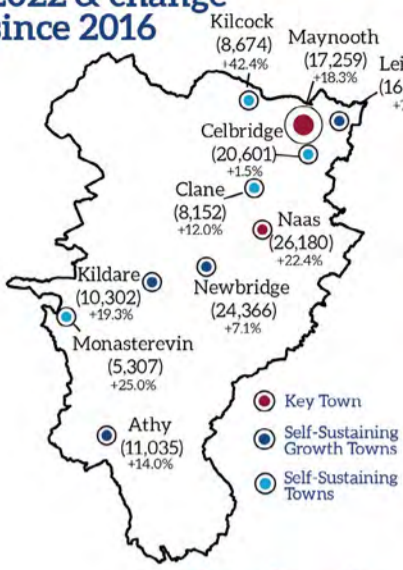 2022 & change
since 2016
Kilcock
(8,674)
+42.4%
Maynooth
(17,259)
+18.3%
Celbridge
(20,601)
+1.5%
Clane
(8,152)
+12.0%
Naas
(26,180)
+22.4%
Kildare
(10,302)
+19.3%
Newbridge
(24,366)
+7.1%
Monasterevin
(5,307)
+25.0%
Athy
(11,035)
+14.0%
Key Town
Self-Sustaining
Growth Towns
Self-Sustaining
Towns